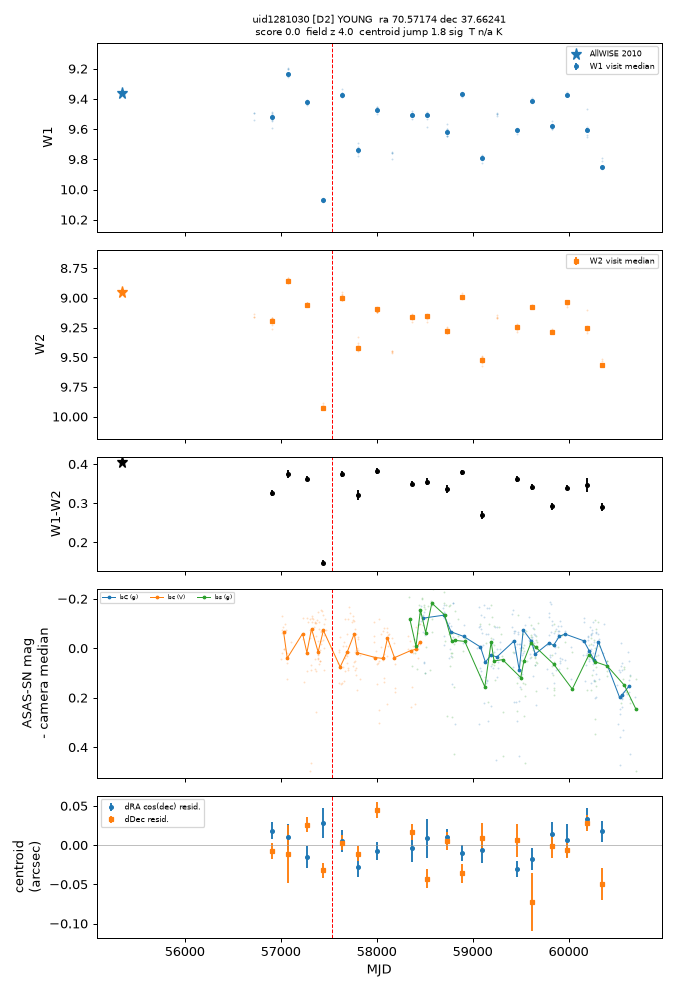 uid1281030 [D2] YOUNG  ra 70.57174 dec 37.66241
score 0.0  field z 4.0  centroid jump 1.8 sig  T n/a K
9.2
9.4
9.6
9.8
10.0
10.2
W1
AllWISE 2010
W1 visit median
8.75
9.00
9.25
9.50
9.75
10.00
W2
W2 visit median
0.4
0.3
0.2
W1-W2
−0.2
0.0
0.2
0.4
ASAS-SN mag
- camera median
bC (g)
be (V)
bs (g)
0.05
0.00
−0.05
−0.10
centroid
(arcsec)
dRA cos(dec) resid.
dDec resid.
56000
57000
58000
59000
60000
MJD